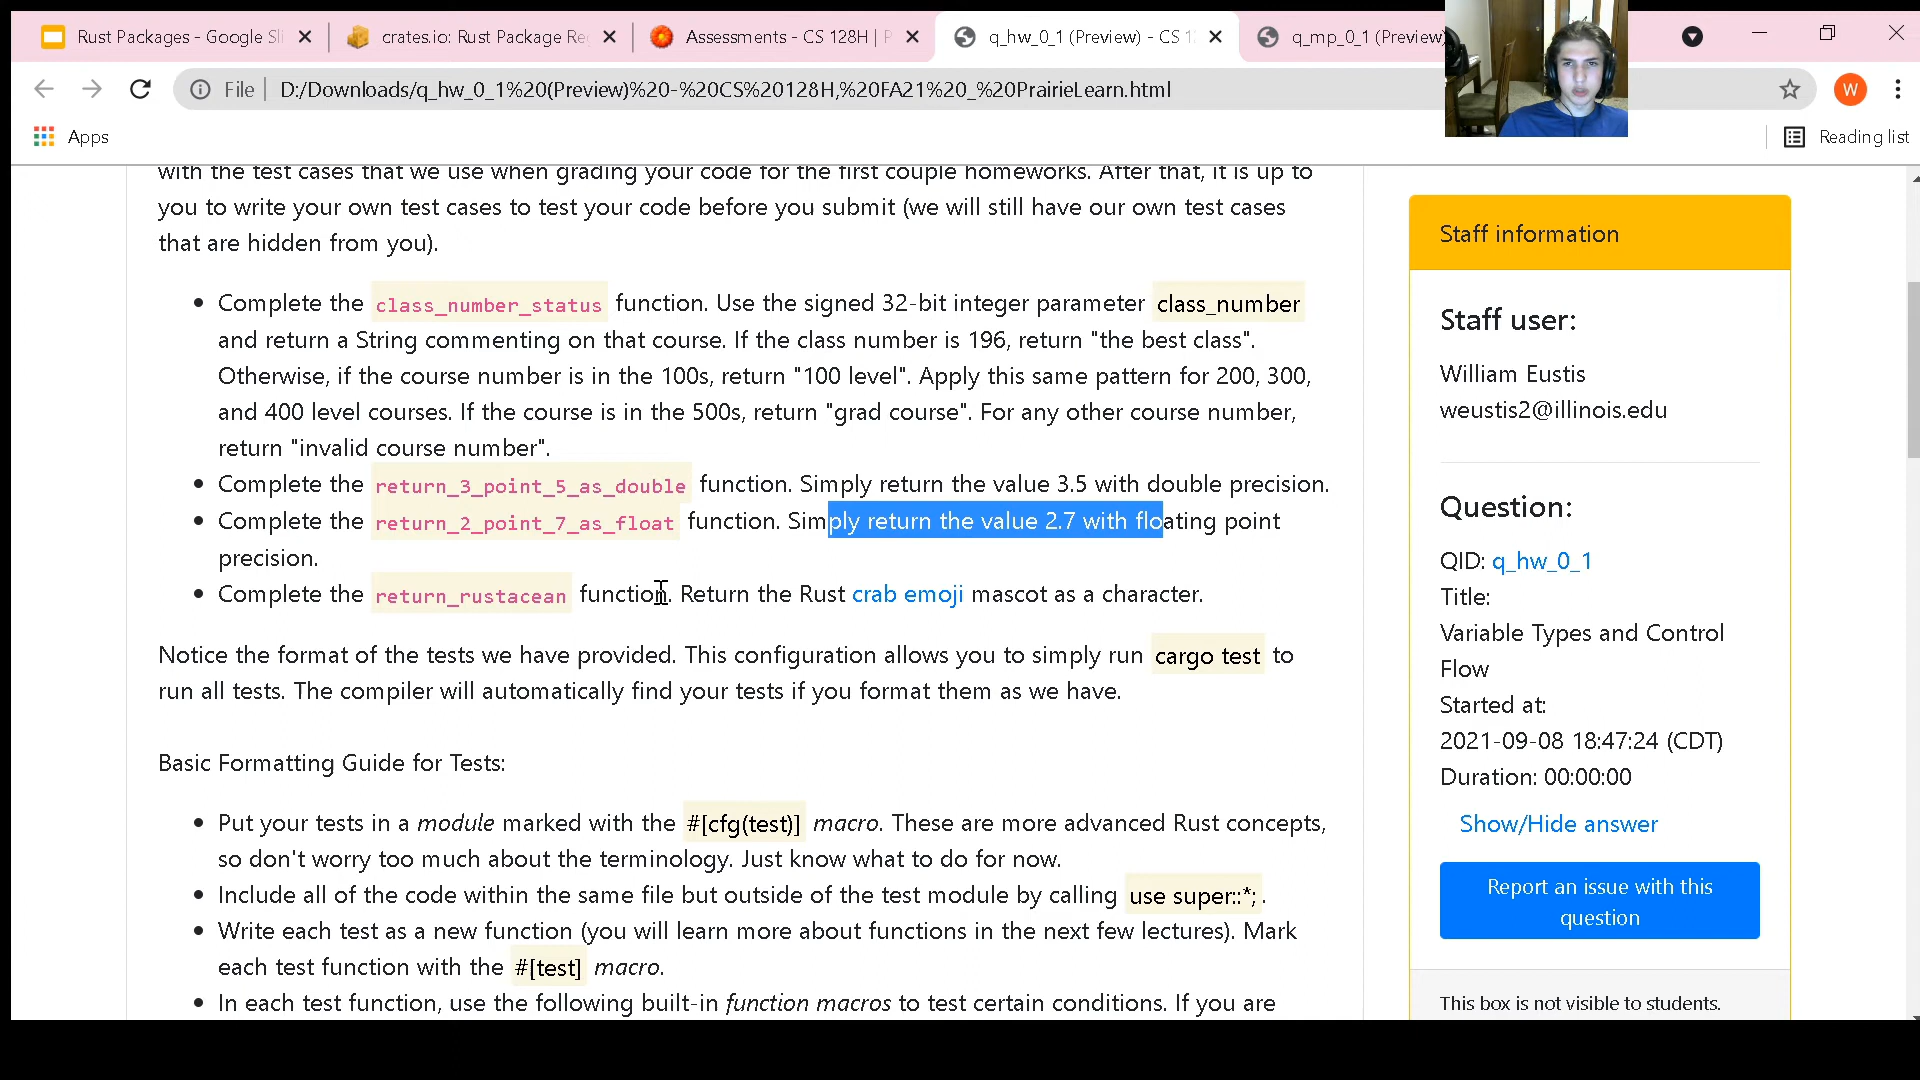 Rust Packages - Google Sli
crates.io: Rust Package Re
Assessments - CS 128H |
q_hw_0_1 (Preview) - CS 1
q_mp_0_1 (Preview)
File
D:/Downloads/q_hw_0_1%20(Preview)%20-%20CS%20128H,%20FA21%20_%20PrairieLearn.html
W
Apps
Reading list
with the test cases that we use when grading your code for the first couple homeworks. After that, it is up to
you to write your own test cases to test your code before you submit (we will still have our own test cases
that are hidden from you).
• Complete the class_number_status function. Use the signed 32-bit integer parameter class_number
and return a String commenting on that course. If the class number is 196, return "the best class".
Otherwise, if the course number is in the 100s, return "100 level". Apply this same pattern for 200, 300,
and 400 level courses. If the course is in the 500s, return "grad course". For any other course number,
return "invalid course number".
• Complete the return_3_point_5_as_double function. Simply return the value 3.5 with double precision.
• Complete the return_2_point_7_as_float function. Simply return the value 2.7 with floating point
precision.
• Complete the return_rustacean function. Return the Rust crab emoji mascot as a character.
Notice the format of the tests we have provided. This configuration allows you to simply run cargo test to
run all tests. The compiler will automatically find your tests if you format them as we have.
Basic Formatting Guide for Tests:
• Put your tests in a module marked with the #[cfg(test)] macro. These are more advanced Rust concepts,
so don't worry too much about the terminology. Just know what to do for now.
• Include all of the code within the same file but outside of the test module by calling use super::*; .
• Write each test as a new function (you will learn more about functions in the next few lectures). Mark
each test function with the #[test] macro.
• In each test function, use the following built-in function macros to test certain conditions. If you are
Staff information
Staff user:
William Eustis
weustis2@illinois.edu
Question:
QID: q_hw_0_1
Title:
Variable Types and Control
Flow
Started at:
2021-09-08 18:47:24 (CDT)
Duration: 00:00:00
Show/Hide answer
Report an issue with this
question
This box is not visible to students.